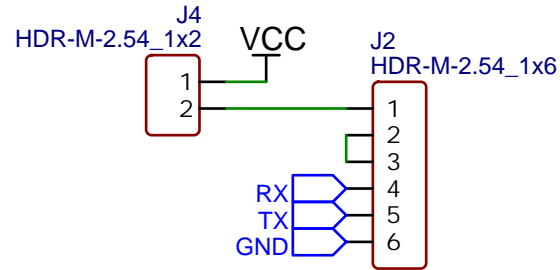 J4
HDR-M-2.54_1x2
VCC
1
2
J2
HDR-M-2.54_1x6
1
2
3
RX 4
TX 5
GND 6